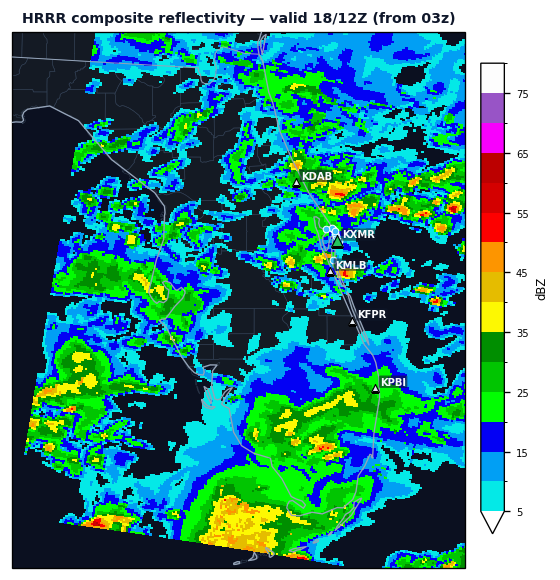 HRRR composite reflectivity — valid 18/12Z (from 03z)
KDAB
KXMR
KMLB
KFPR
KPBI
75
65
55
45
35
25
15
5
dBZ